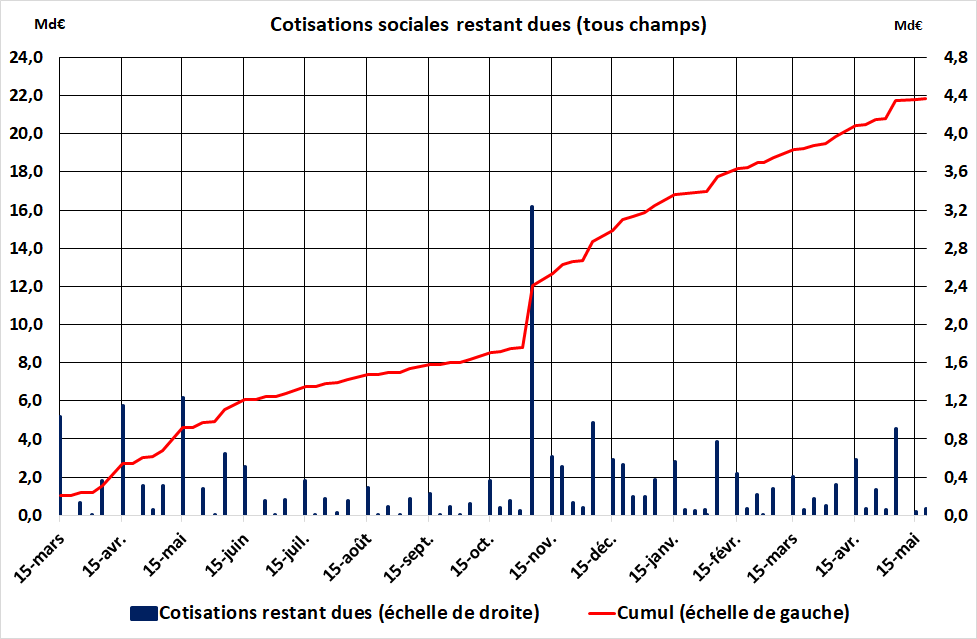 Cotisations sociales restant dues (tous champs)
Md€
Md€
24,0
22,0
20,0
18,0
16,0
14,0
12,0
10,0
8,0
6,0
4,0
2,0
0,0
4,8
4,4
4,0
3,6
3,2
2,8
2,4
2,0
1,6
1,2
0,8
0,4
0,0
15-mars
15-avr.
15-mai
15-juin
15-juil.
15-août
15-sept.
15-oct.
15-nov.
15-déc.
15-janv.
15-févr.
15-mars
15-avr.
15-mai
Cotisations restant dues (échelle de droite)
Cumul (échelle de gauche)